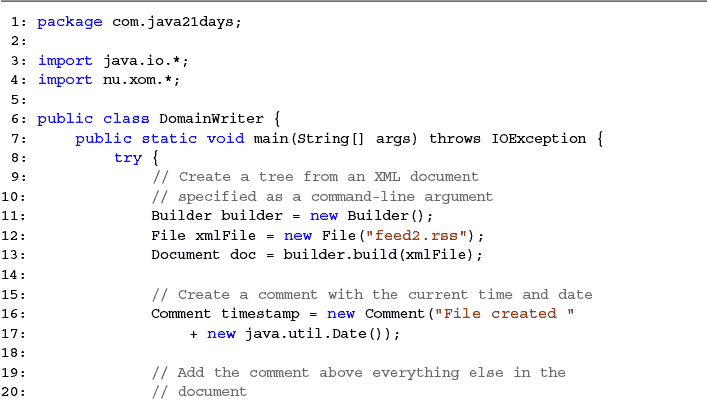 1: package com.java21days;
2:
3: import java.io.*;
4: import nu.xom.*;
5:
6: public class DomainWriter {
7:     public static void main(String[] args) throws IOException {
8:         try {
9:             // Create a tree from an XML document
10:             // specified as a command-line argument
11:             Builder builder = new Builder();
12:             File xmlFile = new File("feed2.rss");
13:             Document doc = builder.build(xmlFile);
14:
15:             // Create a comment with the current time and date
16:             Comment timestamp = new Comment("File created "
17:                 + new java.util.Date());
18:
19:             // Add the comment above everything else in the
20:             // document